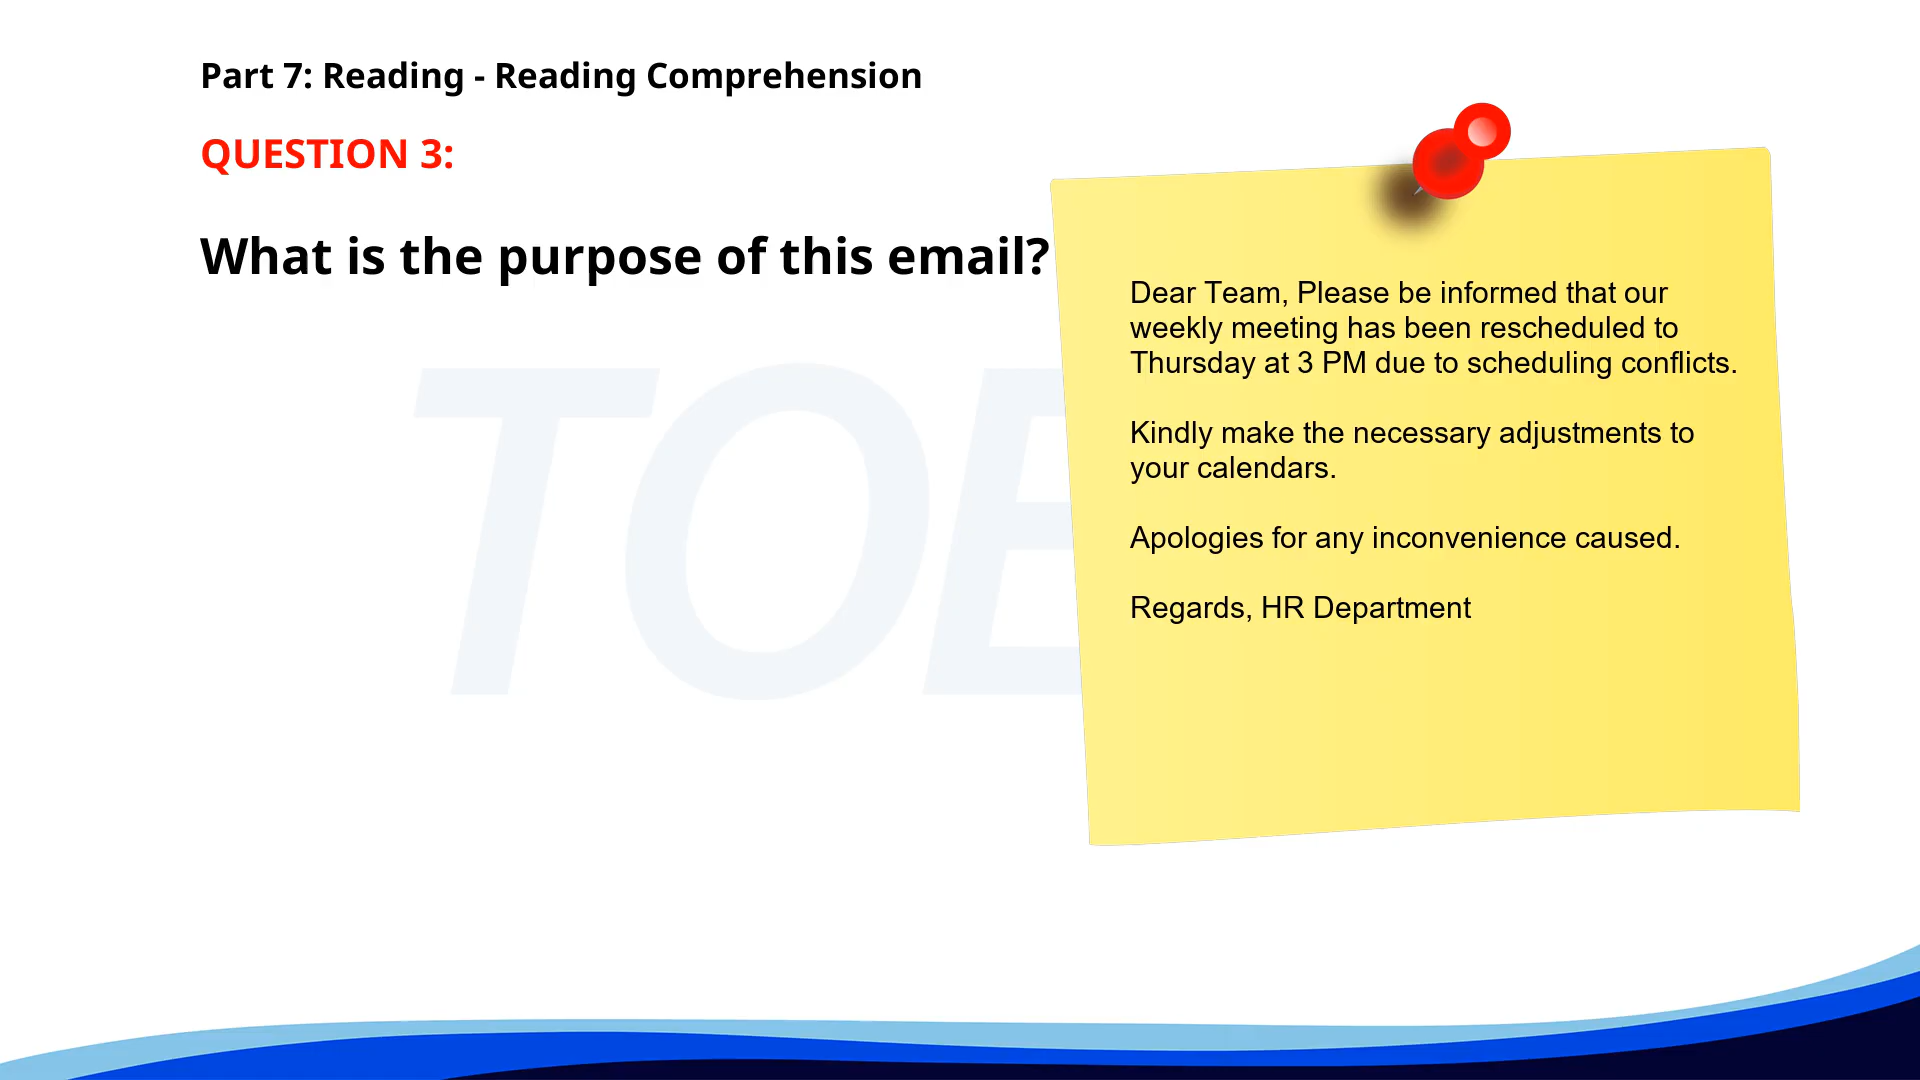 Part 7: Reading - Reading Comprehension
QUESTION 3:
What is the purpose of this email?
Dear Team, Please be informed that our
weekly meeting has been rescheduled to
Thursday at 3 PM due to scheduling conflicts.
Kindly make the necessary adjustments to
your calendars.
Apologies for any inconvenience caused.
Regards, HR Department
TOE